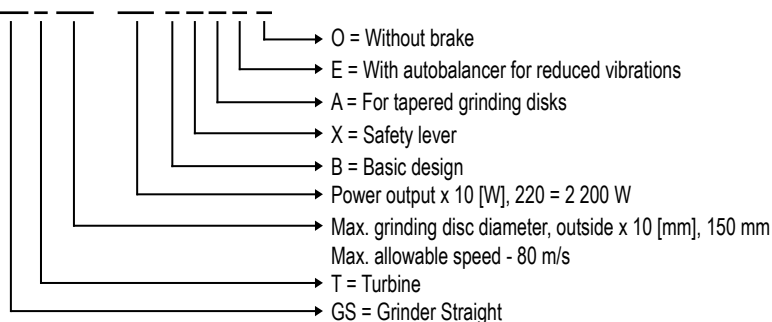 O = Without brake
E = With autobalancer for reduced vibrations
A = For tapered grinding disks
X = Safety lever
B = Basic design
Power output x 10 [W], 220 = 2 200 W
Max. grinding disc diameter, outside x 10 [mm], 150 mm
Max. allowable speed - 80 m/s
T = Turbine
GS = Grinder Straight